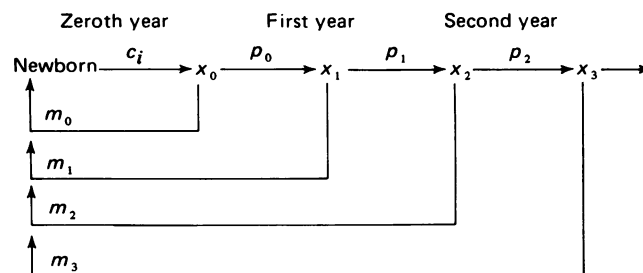 Zeroth year First year Second year
c_i p_0 p_1 p_2
Newborn x_0 x_1 x_2 x_3
m_0
m_1
m_2
m_3